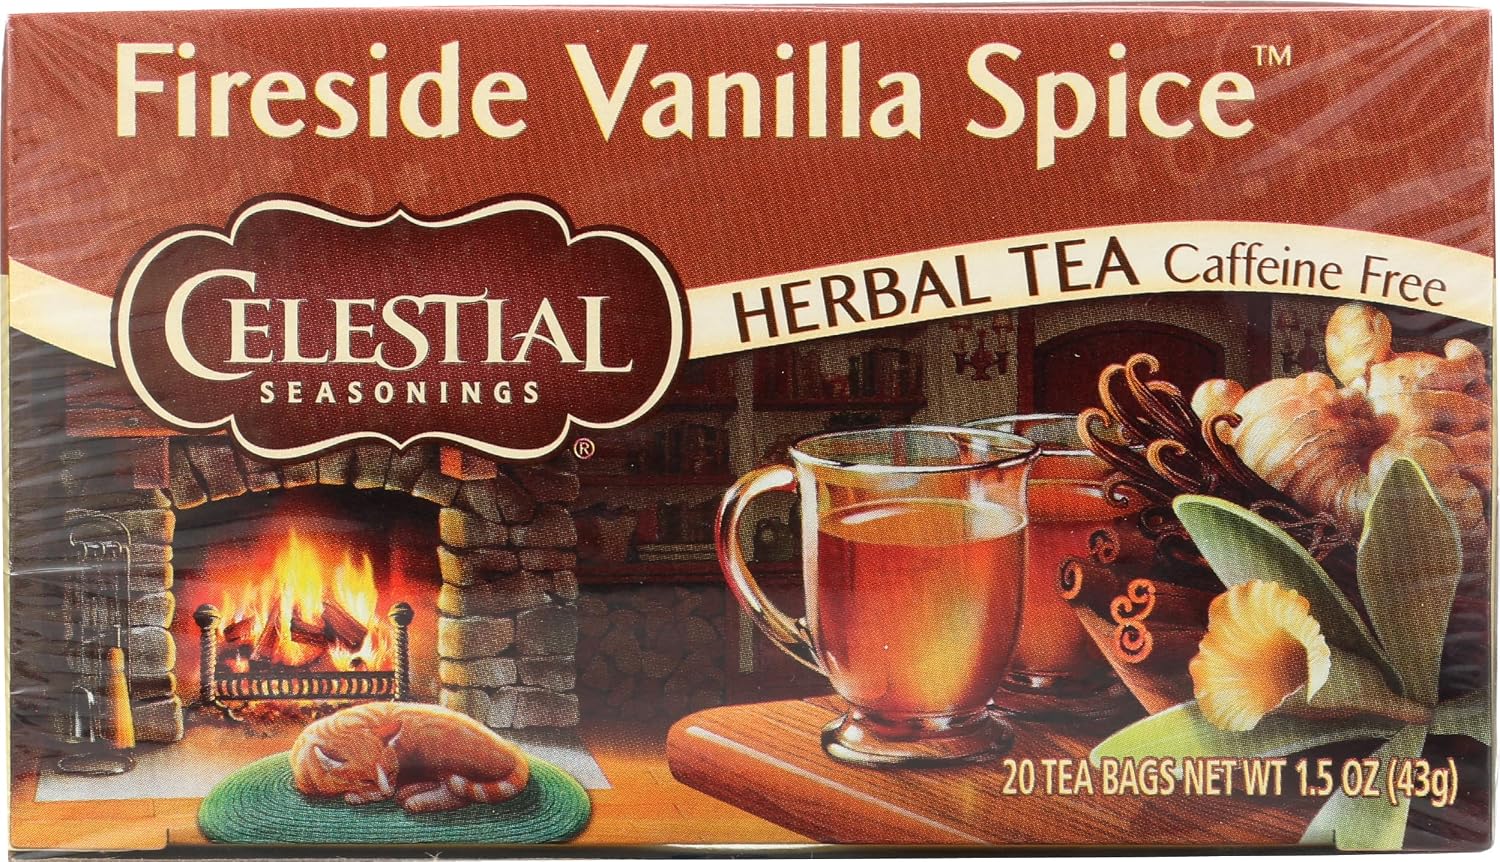 Fireside Vanilla Spice™
CELESTIAL
SEASONINGS
®
HERBAL TEA Caffeine Free
20 TEA BAGS NET WT 1.5 OZ (43g)